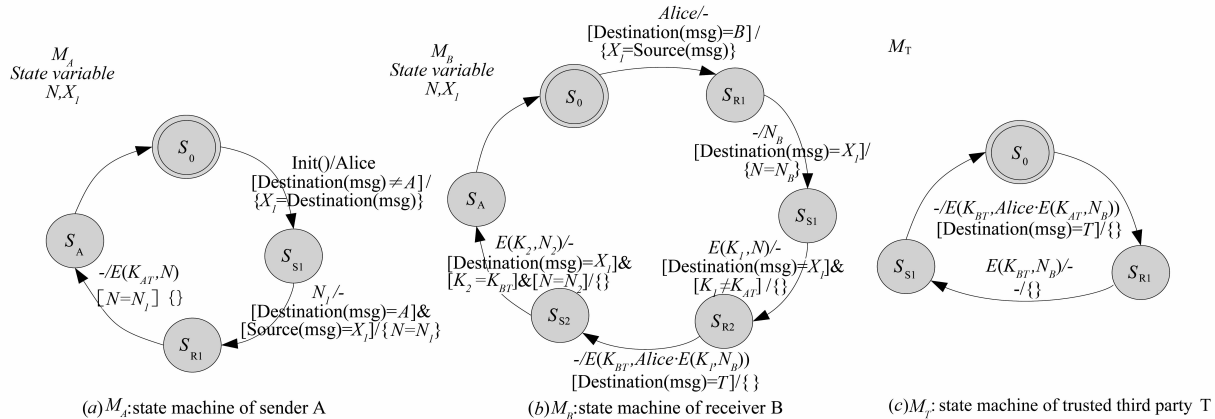 M_A
State variable
N,X_1
S_0
Init()/Alice
[Destination(msg)≠A]/
{X_1=Destination(msg)}
S_S1
N_1/-
[Destination(msg)=A]&
[Source(msg)=X_1]/{N=N_1}
S_R1
-/E(K_AT,N)
[N=N_1] {}
S_A
(a) M_A:state machine of sender A
M_B
State variable
N,X_1
S_0
Alice/-
[Destination(msg)=B]/
{X_1=Source(msg)}
S_R1
-/N_B
[Destination(msg)=X_1]/
{N=N_B}
S_S1
E(K_1,N)/-
[Destination(msg)=X_1]&
[K_1≠K_AT]/{}
S_R2
-/E(K_BT,Alice·E(K_1,N_B))
[Destination(msg)=T]/{}
S_S2
E(K_2,N_2)/-
[Destination(msg)=X_1]&
[K_2=K_BT]&[N=N_2]/{}
S_A
(b) M_B:state machine of receiver B
M_T
S_0
-/E(K_BT,Alice·E(K_AT,N_B))
[Destination(msg)=T]/{}
S_R1
E(K_BT,N_B)/-
-/{}
S_S1
(c) M_T: state machine of trusted third party T